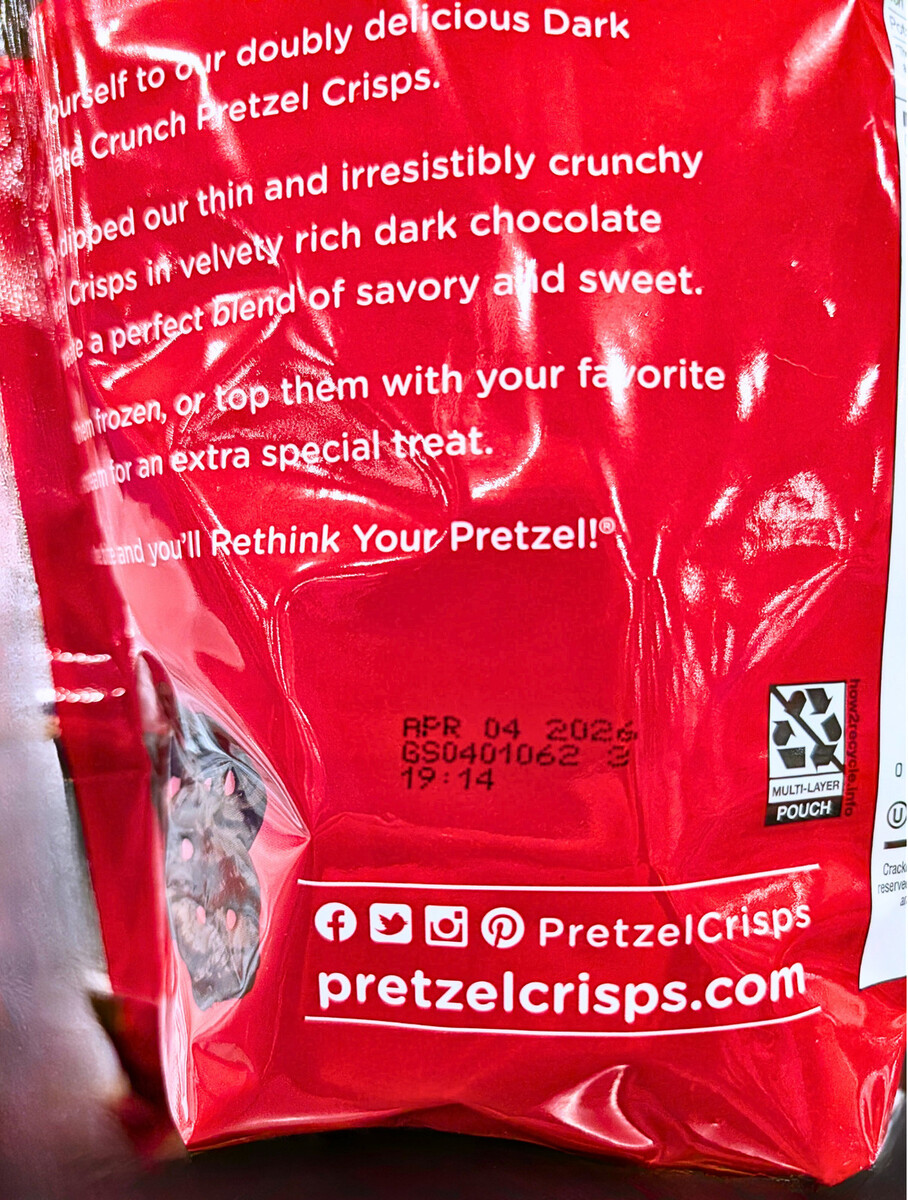 ourself to our doubly delicious Dark
Crunch Pretzel Crisps.
dipped our thin and irresistibly crunchy
Crisps in velvety rich dark chocolate
a perfect blend of savory and sweet.
frozen, or top them with your favorite
for an extra special treat.
and you'll Rethink Your Pretzel!®
APR 04 2026
GS0401062
19:14
how2recycle.info
MULTI-LAYER
POUCH
U
Crack
reserve
PretzelCrisps
pretzelcrisps.com